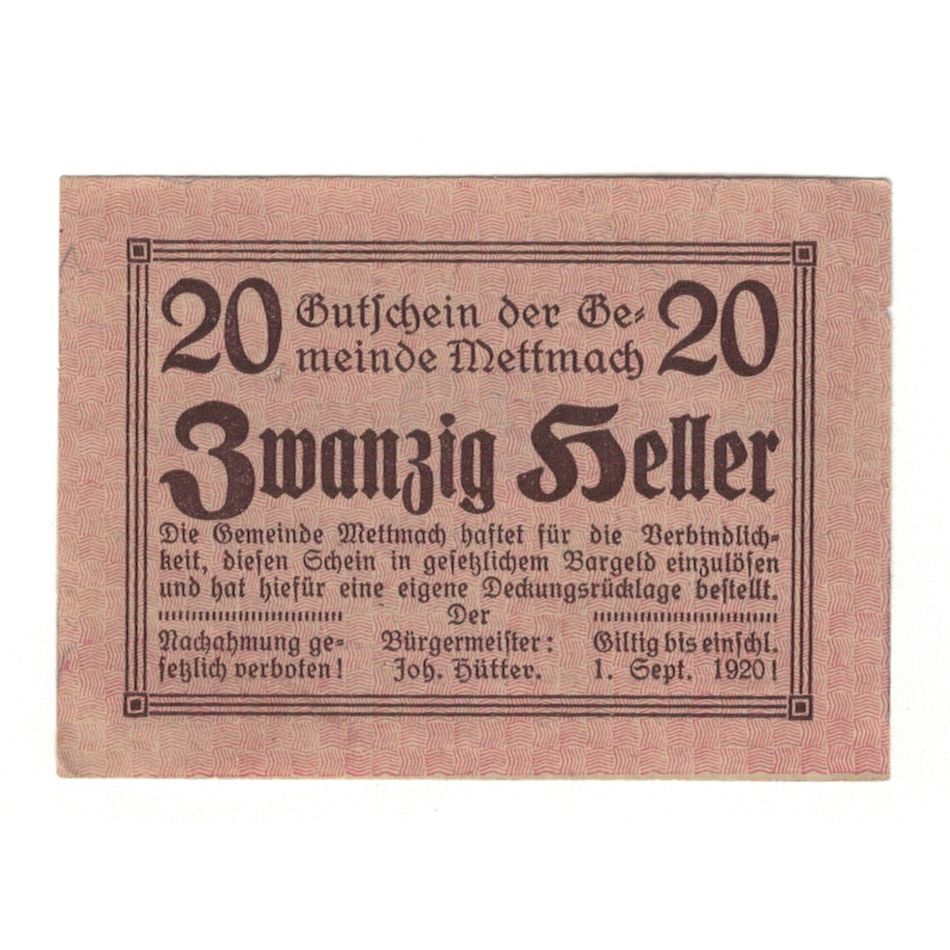 20 Gutschein der Ge- 20
meinde Mettmach
Zwanzig Heller
Die Gemeinde Mettmach haftet für die Verbindlich-
keit, diesen Schein in gesetzlichem Bargeld einzulösen
und hat hiefür eine eigene Deckungsrücklage bestellt.
Nachahmung ge-
setzlich verboten!
Der
Bürgermeister:
Joh. Hütter.
Gillig bis einschl.
1. Sept. 1920!